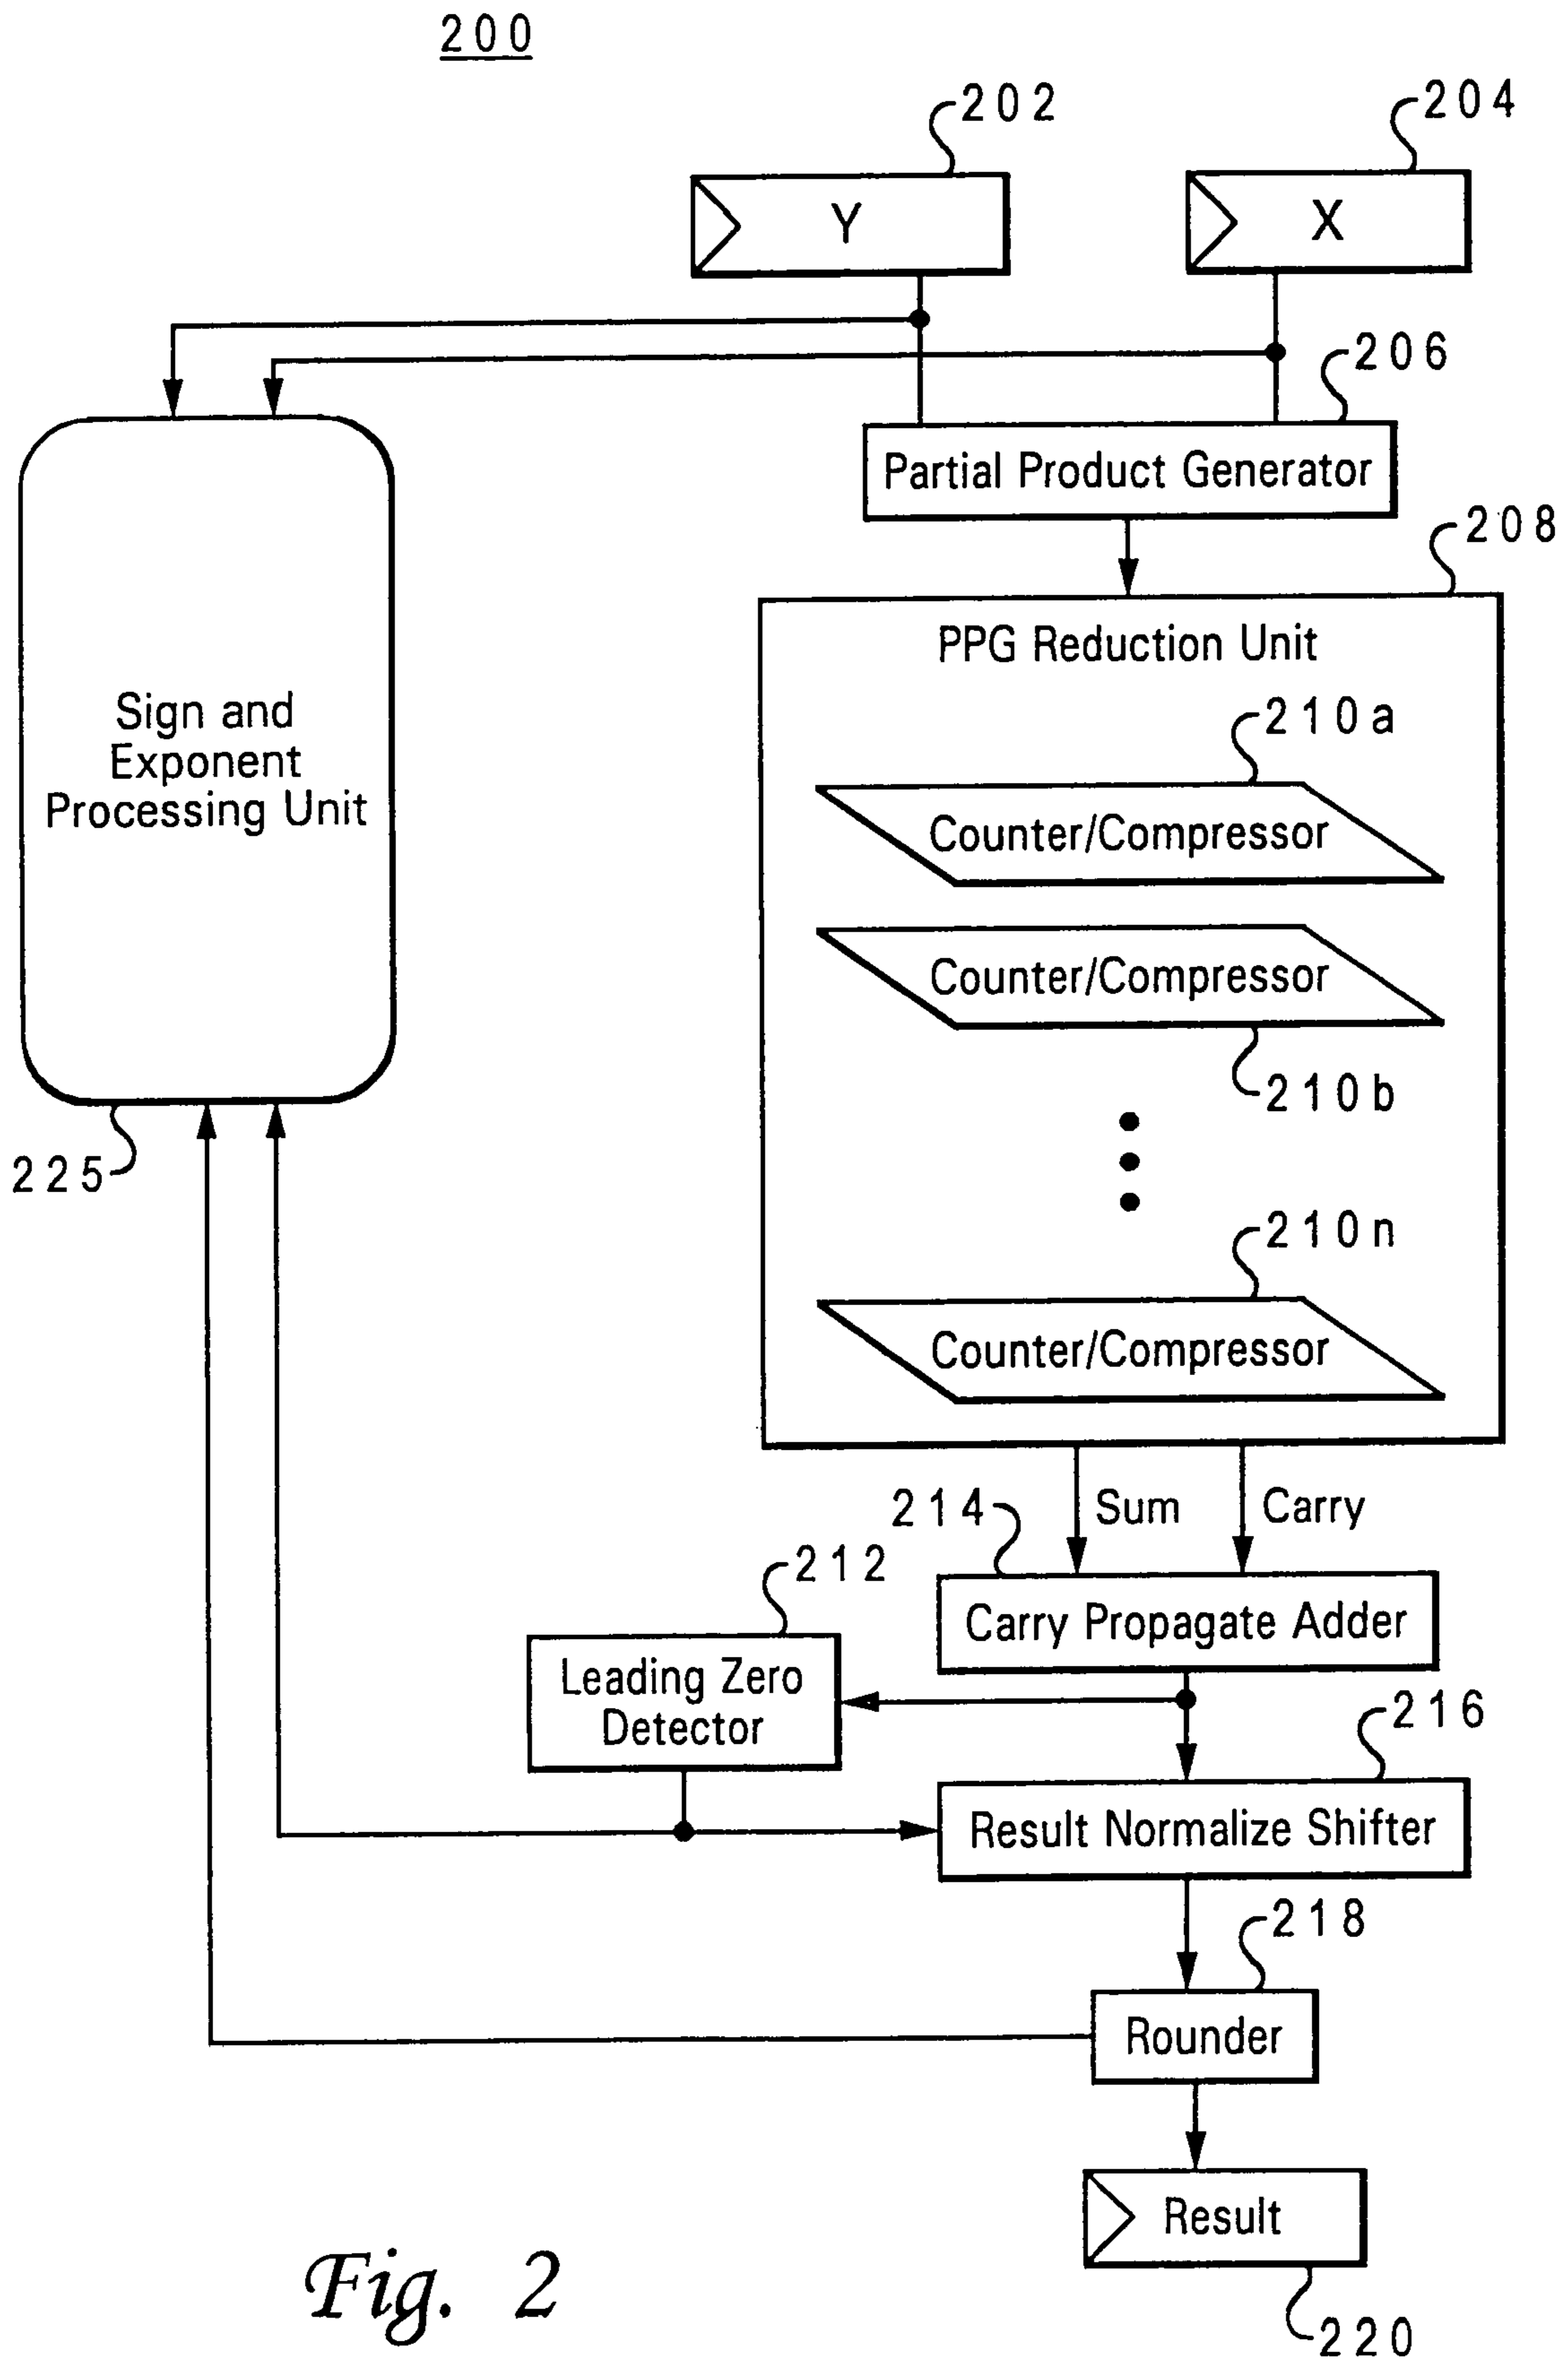 200
202
204
Y
X
206
Partial Product Generator
208
PPG Reduction Unit
210a
Sign and
Exponent
Processing Unit
Counter/Compressor
Counter/Compressor
210b
225
210n
Counter/Compressor
214
Sum
Carry
212
Carry Propagate Adder
Leading Zero
Detector
216
Result Normalize Shifter
218
Rounder
Result
220
Fig. 2